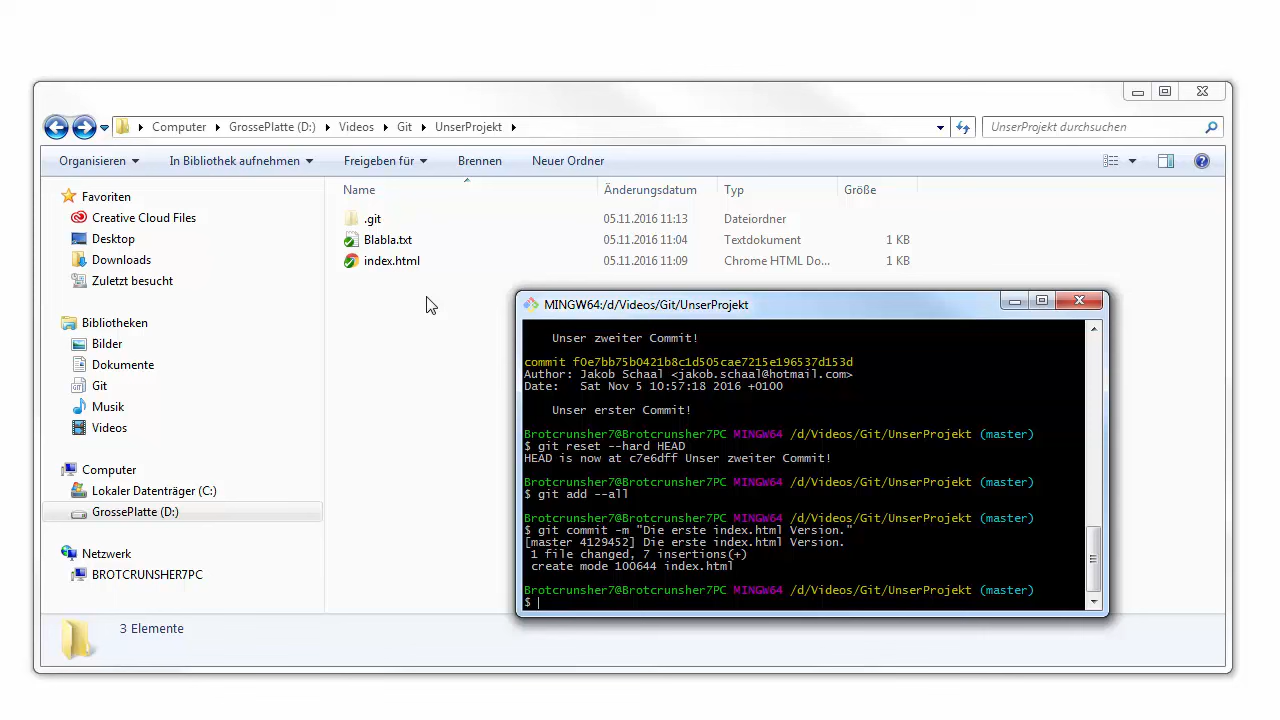 Computer GrossePlatte (D:) Videos Git UnserProjekt
UnserProjekt durchsuchen
Organisieren In Bibliothek aufnehmen Freigeben für Brennen Neuer Ordner
Name Änderungsdatum Typ Größe
.git 05.11.2016 11:13 Dateiordner
Blabla.txt 05.11.2016 11:04 Textdokument 1 KB
index.html 05.11.2016 11:09 Chrome HTML Do... 1 KB
Favoriten
Creative Cloud Files
Desktop
Downloads
Zuletzt besucht
Bibliotheken
Bilder
Dokumente
Git
Musik
Videos
Computer
Lokaler Datenträger (C:)
GrossePlatte (D:)
Netzwerk
BROTCRUNSHER7PC
3 Elemente
MINGW64:/d/Videos/Git/UnserProjekt
Unser zweiter Commit!
commit f0e7bb75b0421b8c1d505cae7215e196537d153d
Author: Jakob Schaal <jakob.schaal@hotmail.com>
Date: Sat Nov 5 10:57:18 2016 +0100
Unser erster Commit!
Brotcrunsher7@Brotcrunsher7PC MINGW64 /d/Videos/Git/UnserProjekt (master)
$ git reset --hard HEAD
HEAD is now at c7e6dff Unser zweiter Commit!
Brotcrunsher7@Brotcrunsher7PC MINGW64 /d/Videos/Git/UnserProjekt (master)
$ git add --all
Brotcrunsher7@Brotcrunsher7PC MINGW64 /d/Videos/Git/UnserProjekt (master)
$ git commit -m "Die erste index.html Version."
[master 4129452] Die erste index.html Version.
1 file changed, 7 insertions(+)
create mode 100644 index.html
Brotcrunsher7@Brotcrunsher7PC MINGW64 /d/Videos/Git/UnserProjekt (master)
$